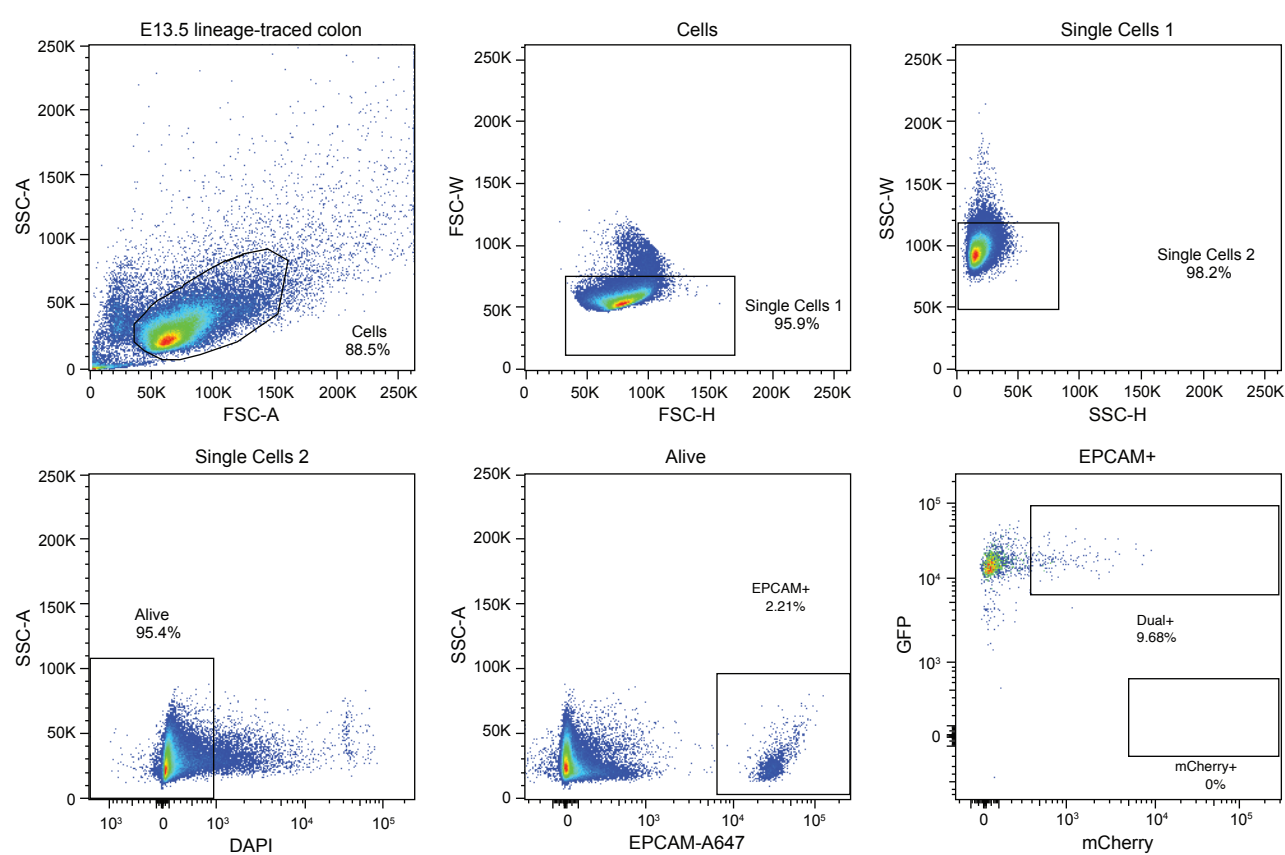 E13.5 lineage-traced colon
250K
200K
150K
100K
50K
0
SSC-A
Cells
88.5%
0
50K
100K
150K
200K
250K
FSC-A
Cells
250K
200K
150K
100K
50K
0
FSC-W
Single Cells 1
95.9%
0
50K
100K
150K
200K
250K
FSC-H
Single Cells 1
250K
200K
150K
100K
50K
0
SSC-W
Single Cells 2
98.2%
0
50K
100K
150K
200K
250K
SSC-H
Single Cells 2
250K
200K
150K
100K
50K
0
SSC-A
Alive
95.4%
10³
0
10³
10⁴
10⁵
DAPI
Alive
250K
200K
150K
100K
50K
0
SSC-A
EPCAM+
2.21%
0
10³
10⁴
10⁵
EPCAM-A647
EPCAM+
10⁵
10⁴
10³
0
GFP
Dual+
9.68%
mCherry+
0%
0
10³
10⁴
10⁵
mCherry